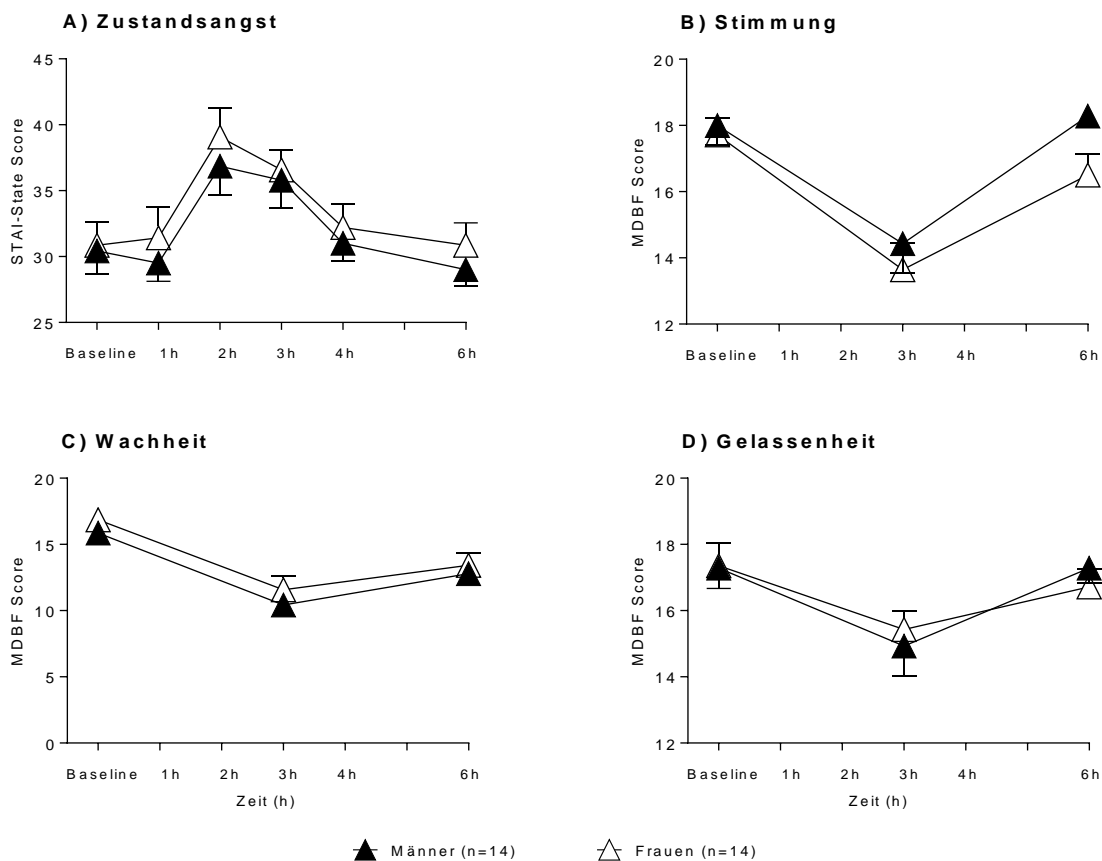 A) Zustandsangst
45
40
35
30
25
STAI-State Score
Baseline 1h 2h 3h 4h 6h
B) Stimmung
20
18
16
14
12
MDBF Score
Baseline 1h 2h 3h 4h 6h
C) Wachheit
20
15
10
5
0
MDBF Score
Baseline 1h 2h 3h 4h 6h
Zeit (h)
D) Gelassenheit
20
18
16
14
12
MDBF Score
Baseline 1h 2h 3h 4h 6h
Zeit (h)
Männer (n=14) Frauen (n=14)